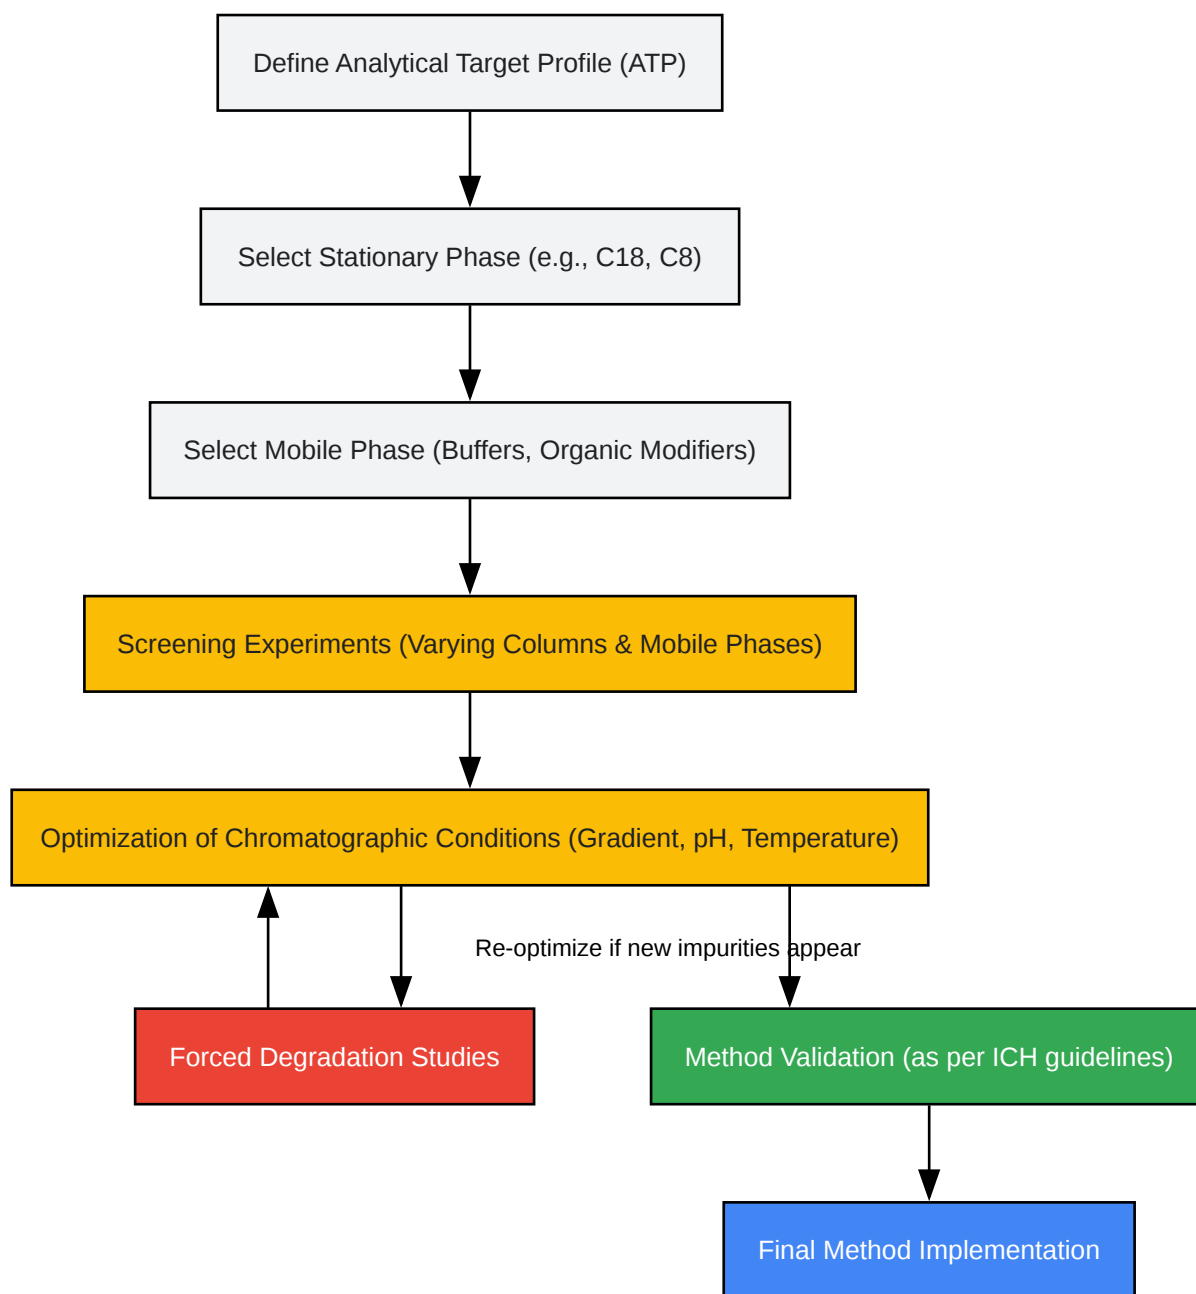 Define Analytical Target Profile (ATP)
Select Stationary Phase (e.g., C18, C8)
Select Mobile Phase (Buffers, Organic Modifiers)
Screening Experiments (Varying Columns & Mobile Phases)
Optimization of Chromatographic Conditions (Gradient, pH, Temperature)
Re-optimize if new impurities appear
Forced Degradation Studies
Method Validation (as per ICH guidelines)
Final Method Implementation